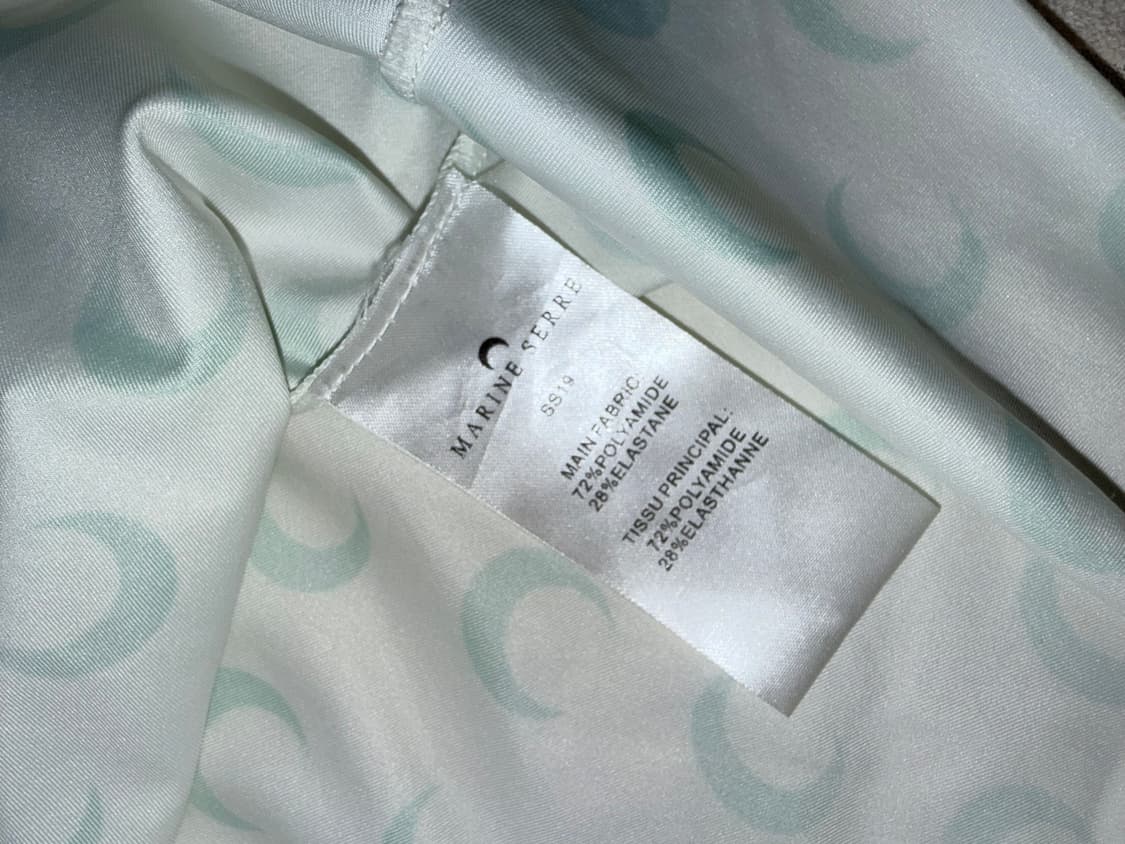 MARINE SERRE
SS19
MAIN FABRIC:
72%POLYAMIDE
28%ELASTANE
TISSU PRINCIPAL:
72%POLYAMIDE
28%ELASTHANNE